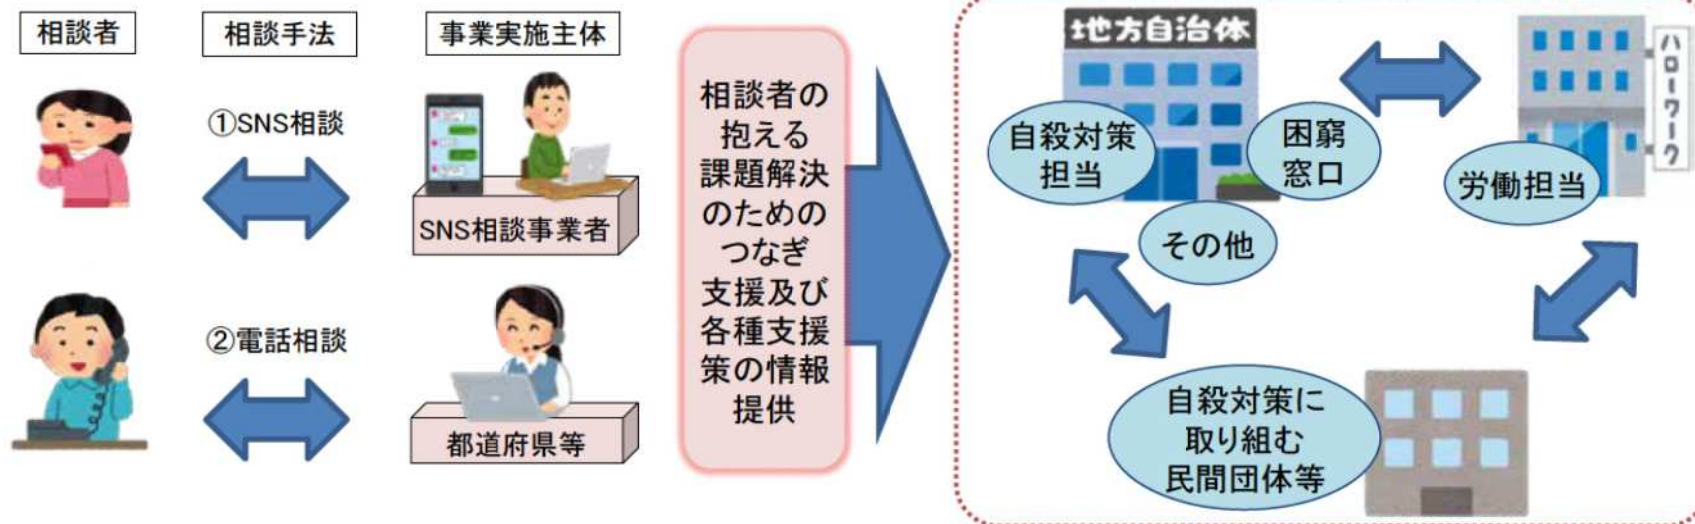 相談者
相談手法
事業実施主体
①SNS相談
SNS相談事業者
②電話相談
都道府県等
相談者の
抱える
課題解決
のための
つなぎ
支援及び
各種支援
策の情報
提供
地方自治体
自殺対策
担当
困窮
窓口
その他
ハローワーク
労働担当
自殺対策に
取り組む
民間団体等